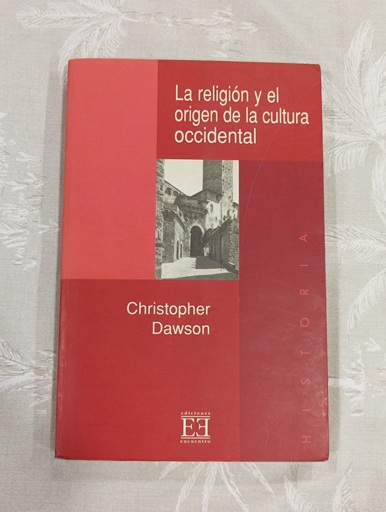 La religión y el
origen de la cultura
occidental
HISTORIA
Christopher
Dawson
ediciones
EE
encuentro